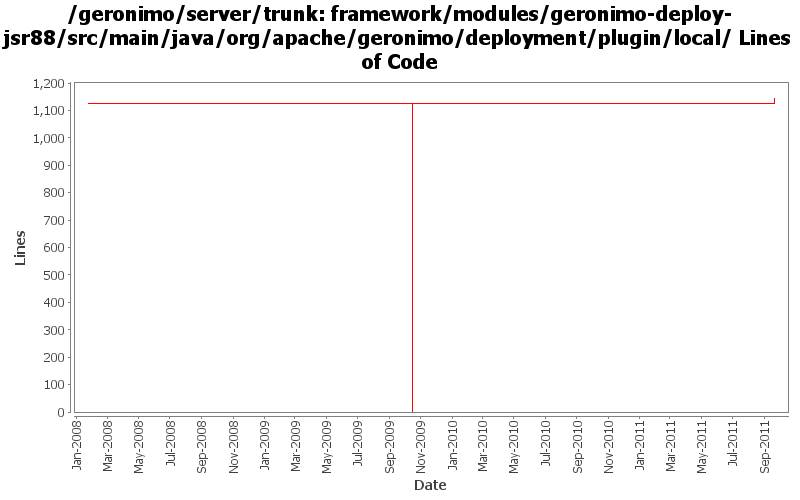 /geronimo/server/trunk: framework/modules/geronimo-deploy-
jsr88/src/main/java/org/apache/geronimo/deployment/plugin/local/ Lines
of Code
1,200
1,100
1,000
900
800
700
600
500
400
300
200
100
0
Lines
Jan-2008
Mar-2008
May-2008
Jul-2008
Sep-2008
Nov-2008
Jan-2009
Mar-2009
May-2009
Jul-2009
Sep-2009
Nov-2009
Jan-2010
Mar-2010
May-2010
Jul-2010
Sep-2010
Nov-2010
Jan-2011
Mar-2011
May-2011
Jul-2011
Sep-2011
Date